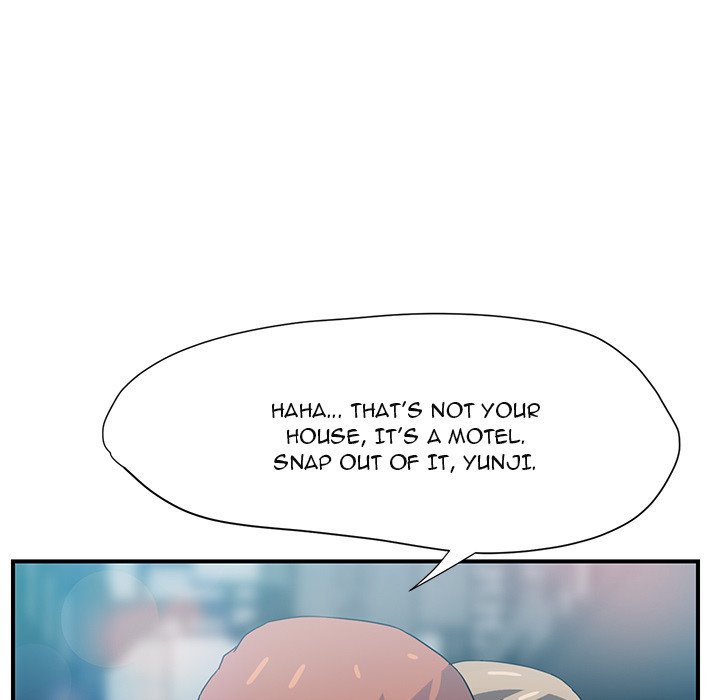 HAHA... THAT'S NOT YOUR
HOUSE, IT'S A MOTEL.
SNAP OUT OF IT, YUNJI.